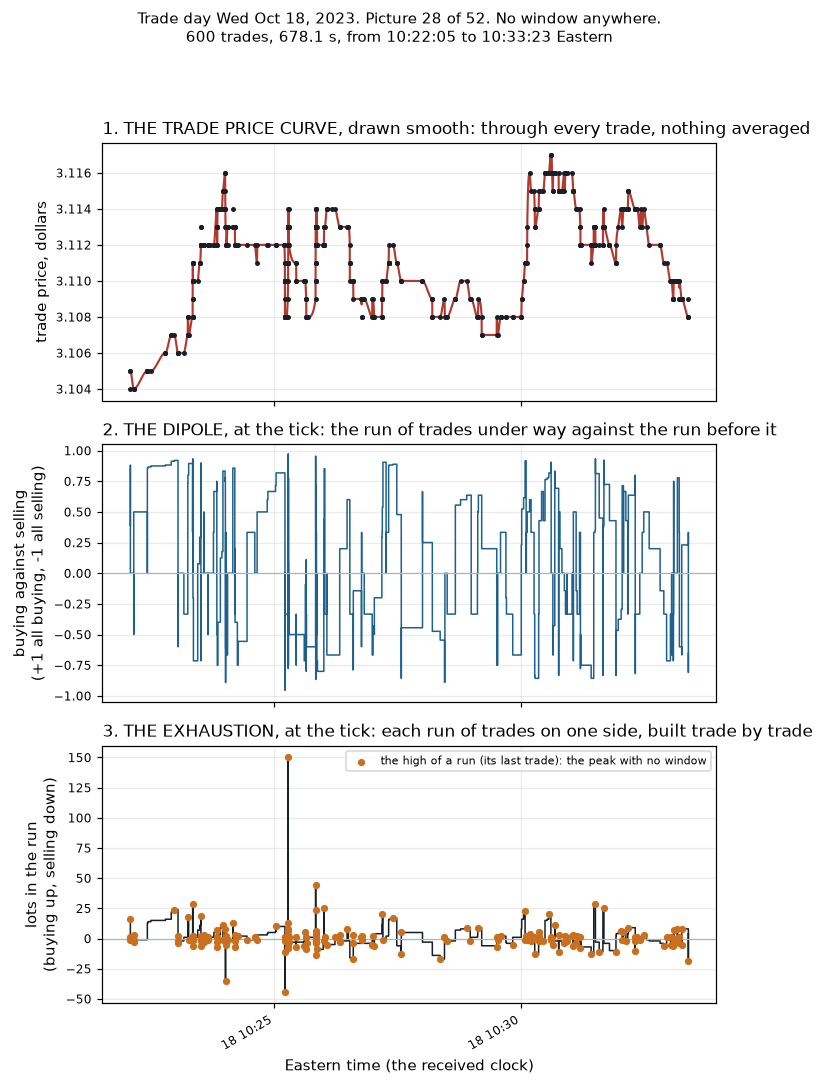 Trade day Wed Oct 18, 2023. Picture 28 of 52. No window anywhere.
600 trades, 678.1 s, from 10:22:05 to 10:33:23 Eastern
1. THE TRADE PRICE CURVE, drawn smooth: through every trade, nothing averaged
trade price, dollars
3.116
3.114
3.112
3.110
3.108
3.106
3.104
2. THE DIPOLE, at the tick: the run of trades under way against the run before it
buying against selling
(+1 all buying, -1 all selling)
1.00
0.75
0.50
0.25
0.00
−0.25
−0.50
−0.75
−1.00
3. THE EXHAUSTION, at the tick: each run of trades on one side, built trade by trade
the high of a run (its last trade): the peak with no window
lots in the run
(buying up, selling down)
150
125
100
75
50
25
0
−25
−50
18 10:25
18 10:30
Eastern time (the received clock)